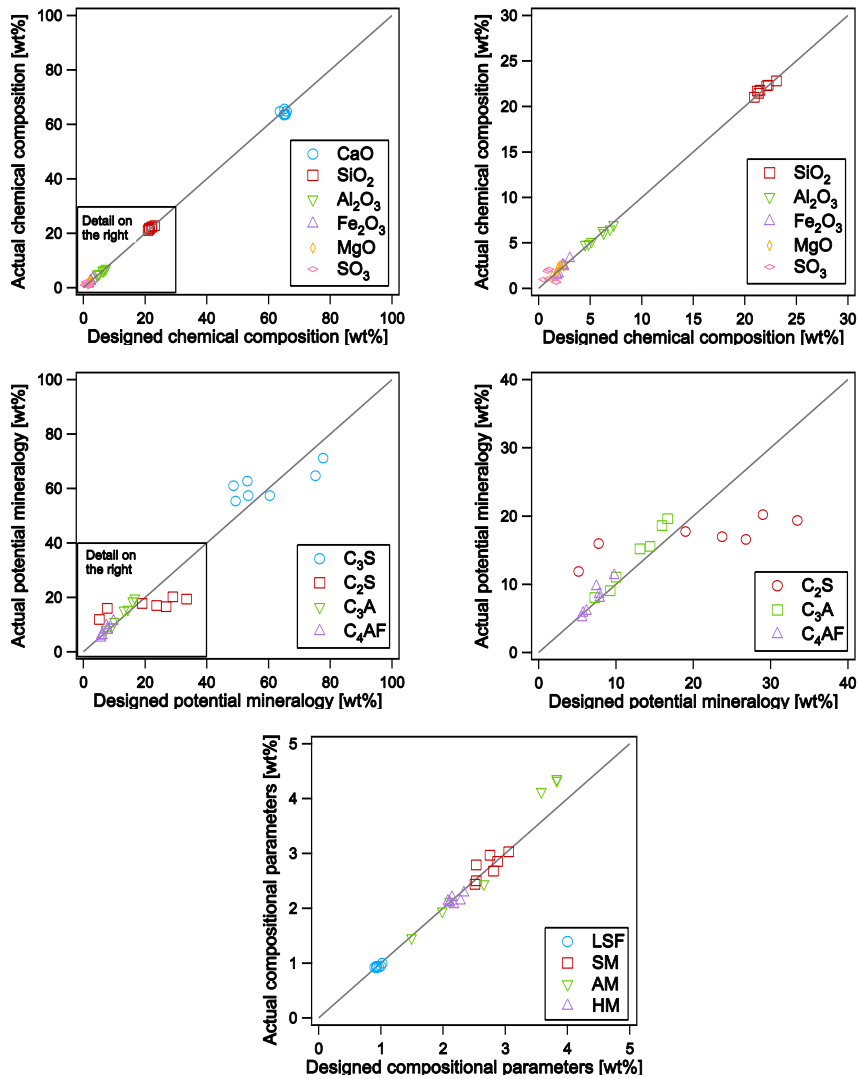 Actual chemical composition [wt%]
100
80
60
40
20
0
Detail on
the right
CaO
SiO₂
Al₂O₃
Fe₂O₃
MgO
SO₃
0 20 40 60 80 100
Designed chemical composition [wt%]
Actual chemical composition [wt%]
30
25
20
15
10
5
0
SiO₂
Al₂O₃
Fe₂O₃
MgO
SO₃
0 5 10 15 20 25 30
Designed chemical composition [wt%]
Actual potential mineralogy [wt%]
100
80
60
40
20
0
Detail on
the right
C₃S
C₂S
C₃A
C₄AF
0 20 40 60 80 100
Designed potential mineralogy [wt%]
Actual potential mineralogy [wt%]
40
30
20
10
0
C₂S
C₃A
C₄AF
0 10 20 30 40
Designed potential mineralogy [wt%]
Actual compositional parameters [wt%]
5
4
3
2
1
0
LSF
SM
AM
HM
0 1 2 3 4 5
Designed compositional parameters [wt%]